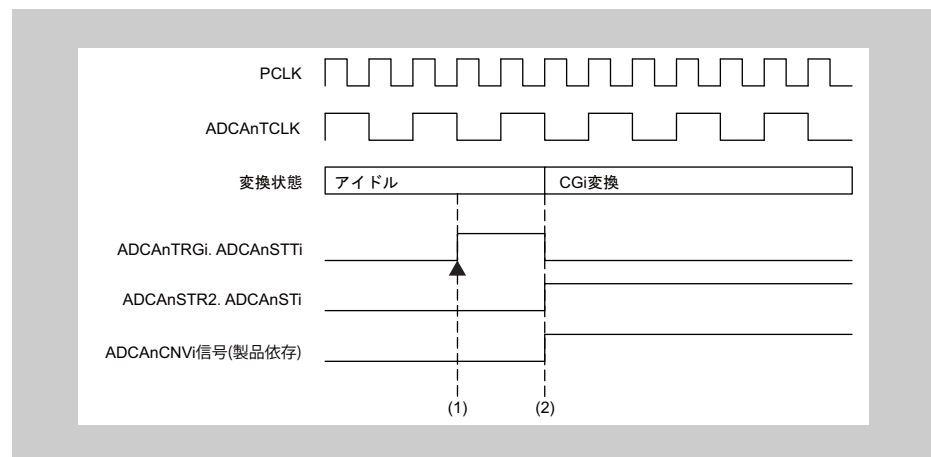 PCLK
ADCAnTCLK
変換状態 アイドル CGi変換
ADCAnTRGi. ADCAnSTTi
ADCAnSTR2. ADCAnSTi
ADCAnCNVi信号(製品依存)
(1) (2)